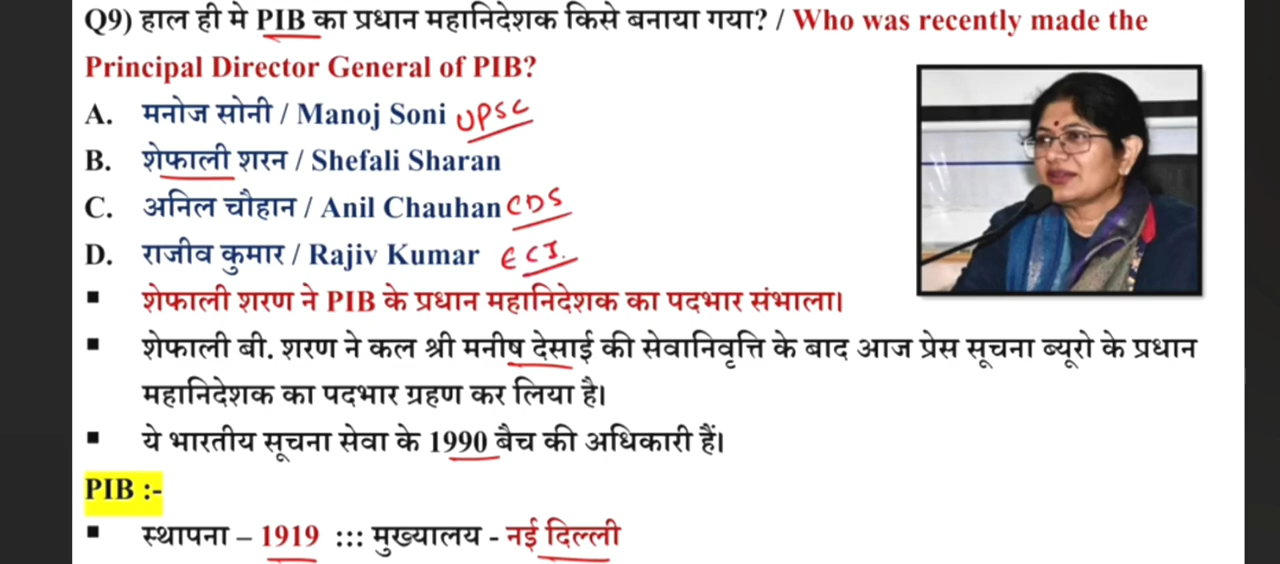 Q9) हाल ही मे PIB का प्रधान महानिदेशक किसे बनाया गया? / Who was recently made the
Principal Director General of PIB?
A. मनोज सोनी / Manoj Soni UPSC
B. शेफाली शरन / Shefali Sharan
C. अनिल चौहान / Anil Chauhan CDS
D. राजीव कुमार / Rajiv Kumar ECI.
▪ शेफाली शरण ने PIB के प्रधान महानिदेशक का पदभार संभाला।
▪ शेफाली बी. शरण ने कल श्री मनीष देसाई की सेवानिवृत्ति के बाद आज प्रेस सूचना ब्यूरो के प्रधान
महानिदेशक का पदभार ग्रहण कर लिया है।
▪ ये भारतीय सूचना सेवा के 1990 बैच की अधिकारी हैं।
PIB :-
▪ स्थापना – 1919 ::: मुख्यालय - नई दिल्ली